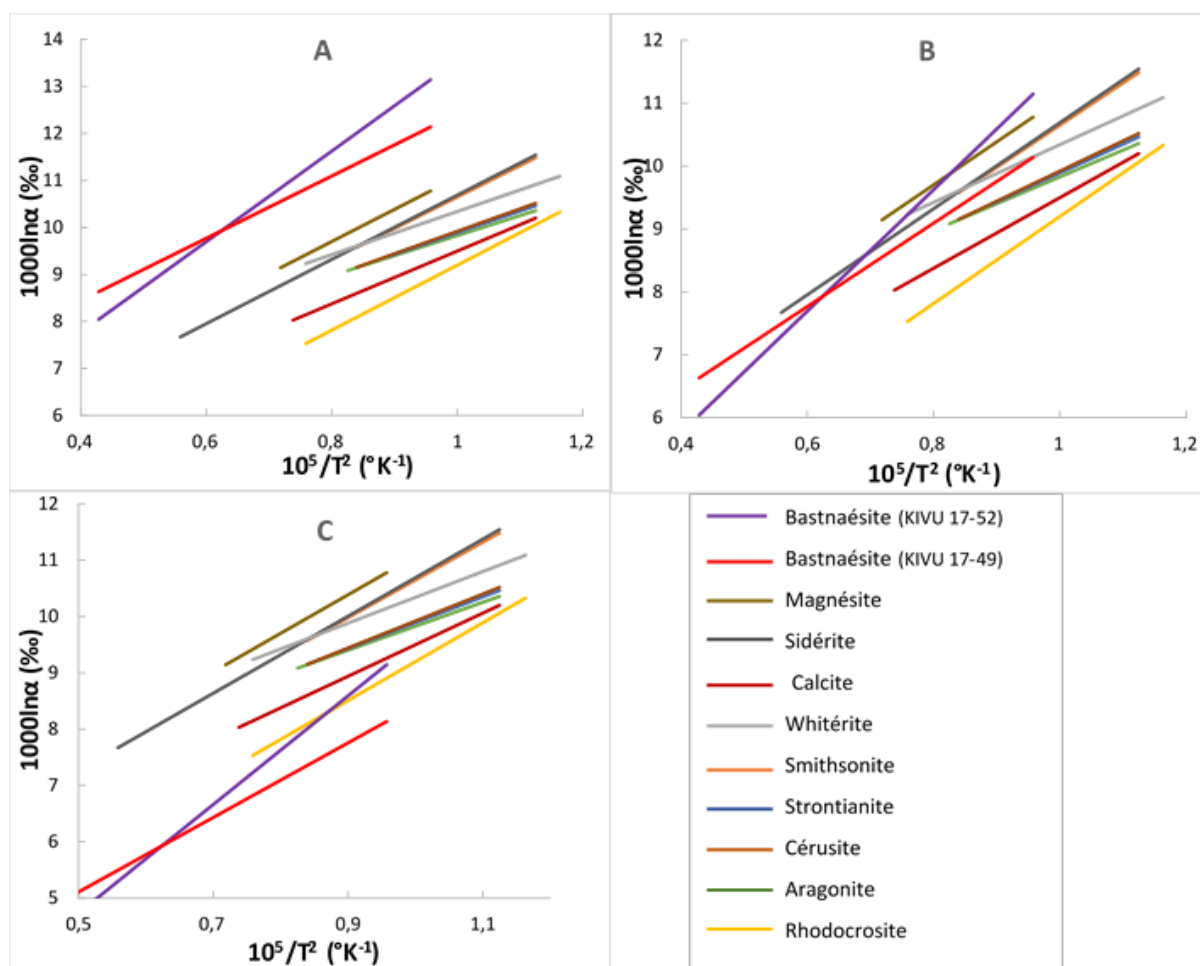 A
1000lnα (‰)
14
13
12
11
10
9
8
7
6
0,4 0,6 0,8 1 1,2
10⁵/T² (°K⁻¹)
B
1000lnα (‰)
12
11
10
9
8
7
6
0,4 0,6 0,8 1 1,2
10⁵/T² (°K⁻¹)
C
1000lnα (‰)
12
11
10
9
8
7
6
5
0,5 0,7 0,9 1,1
10⁵/T² (°K⁻¹)
Bastnaésite (KIVU 17-52)
Bastnaésite (KIVU 17-49)
Magnésite
Sidérite
Calcite
Whitérite
Smithsonite
Strontianite
Cérusite
Aragonite
Rhodocrosite